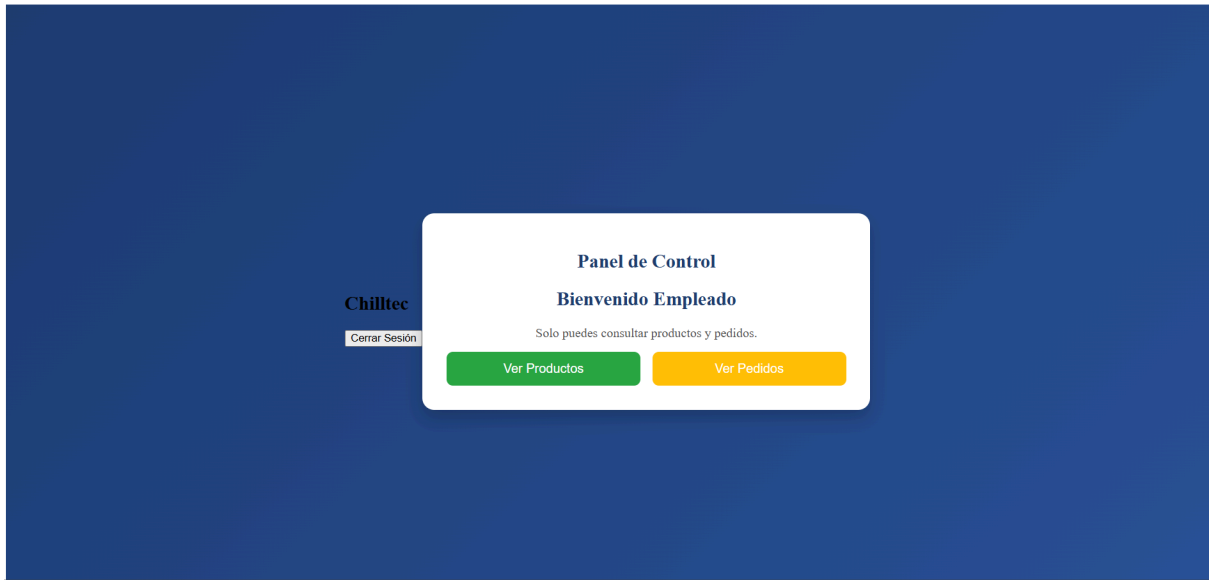 Chilltec
Cerrar Sesión
Panel de Control
Bienvenido Empleado
Solo puedes consultar productos y pedidos.
Ver Productos Ver Pedidos